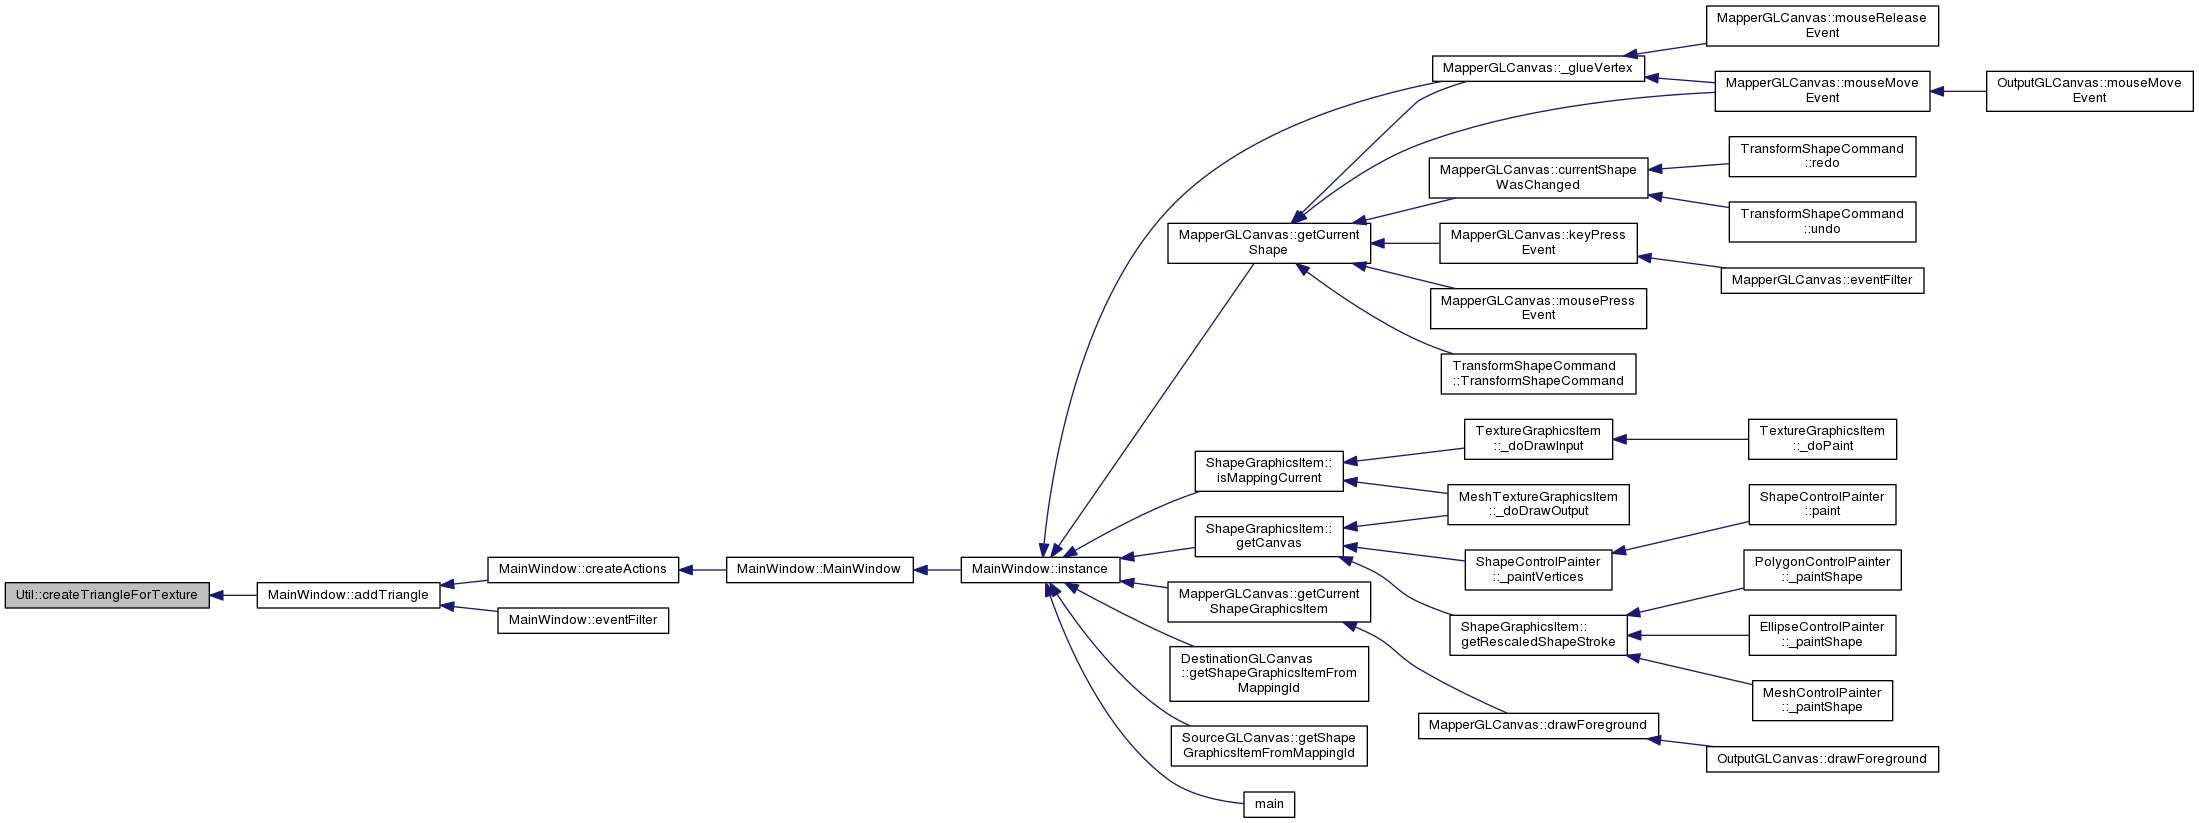 MapperGLCanvas::mouseRelease
Event
MapperGLCanvas::_glueVertex
MapperGLCanvas::mouseMove
Event
OutputGLCanvas::mouseMove
Event
TransformShapeCommand
::redo
MapperGLCanvas::currentShape
WasChanged
TransformShapeCommand
::undo
MapperGLCanvas::getCurrent
Shape
MapperGLCanvas::keyPress
Event
MapperGLCanvas::eventFilter
MapperGLCanvas::mousePress
Event
TransformShapeCommand
::TransformShapeCommand
TextureGraphicsItem
::_doDrawInput
TextureGraphicsItem
::_doPaint
ShapeGraphicsItem::
isMappingCurrent
MeshTextureGraphicsItem
::_doDrawOutput
ShapeControlPainter
::paint
ShapeGraphicsItem::
getCanvas
ShapeControlPainter
::_paintVertices
PolygonControlPainter
::_paintShape
Util::createTriangleForTexture
MainWindow::addTriangle
MainWindow::createActions
MainWindow::MainWindow
MainWindow::instance
MainWindow::eventFilter
MapperGLCanvas::getCurrent
ShapeGraphicsItem
ShapeGraphicsItem::
getRescaledShapeStroke
EllipseControlPainter
::_paintShape
DestinationGLCanvas
::getShapeGraphicsItemFrom
MappingId
MeshControlPainter
::_paintShape
MapperGLCanvas::drawForeground
SourceGLCanvas::getShape
GraphicsItemFromMappingId
OutputGLCanvas::drawForeground
main